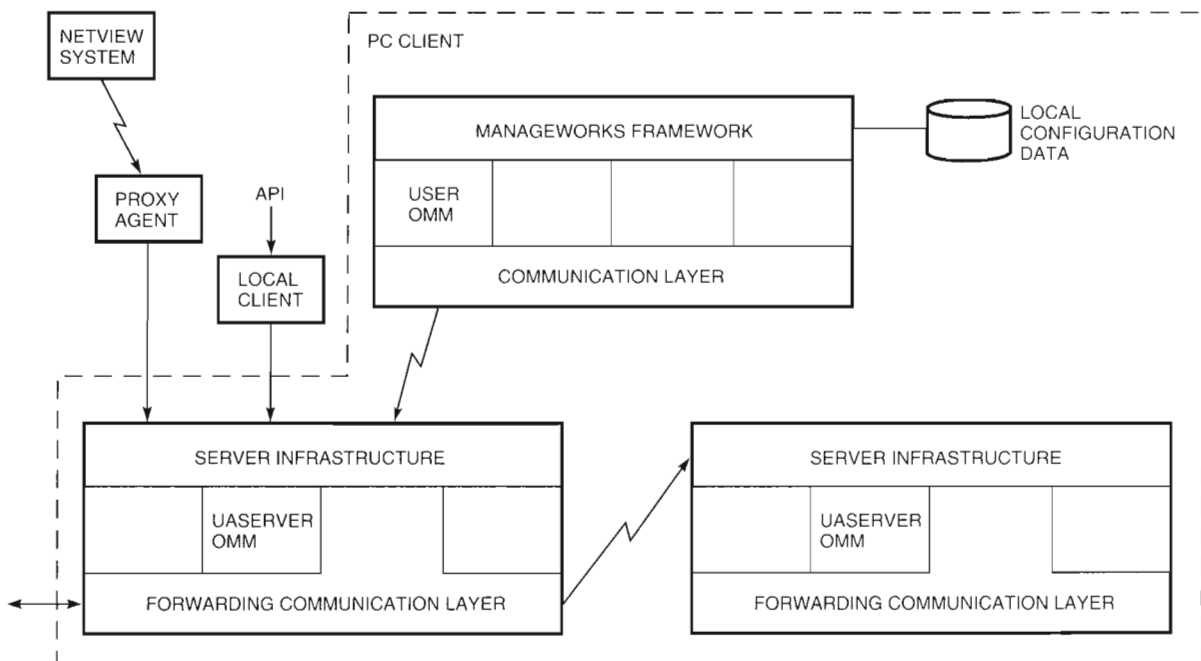 NETVIEW
SYSTEM
PC CLIENT
MANAGEWORKS FRAMEWORK
LOCAL
CONFIGURATION
DATA
PROXY
AGENT
API
USER
OMM
LOCAL
CLIENT
COMMUNICATION LAYER
SERVER INFRASTRUCTURE
SERVER INFRASTRUCTURE
UASERVER
OMM
UASERVER
OMM
FORWARDING COMMUNICATION LAYER
FORWARDING COMMUNICATION LAYER